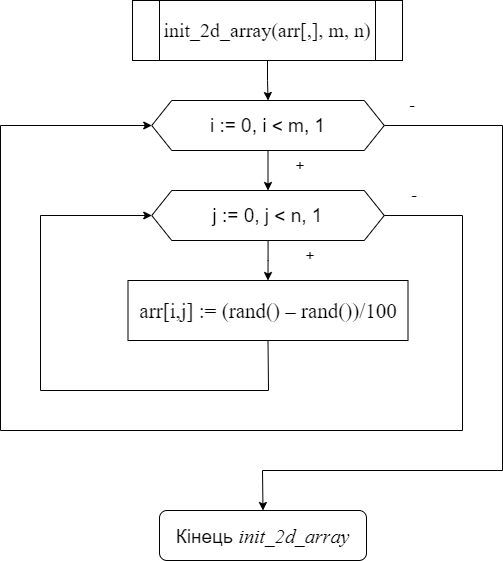 init_2d_array(arr[,], m, n)
-
i := 0, i < m, 1
+
-
j := 0, j < n, 1
+
arr[i,j] := (rand() – rand())/100
Кінець init_2d_array